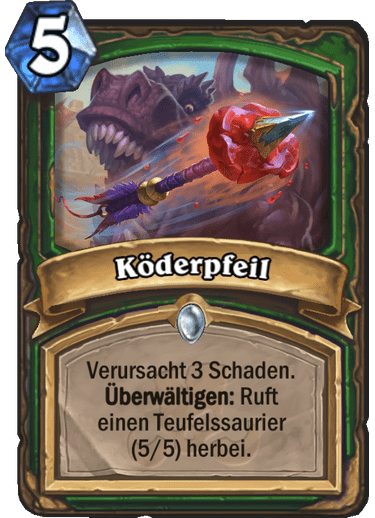 5
Köderpfeil
Verursacht 3 Schaden.
Überwältigen: Ruft
einen Teufelssaurier
(5/5) herbei.